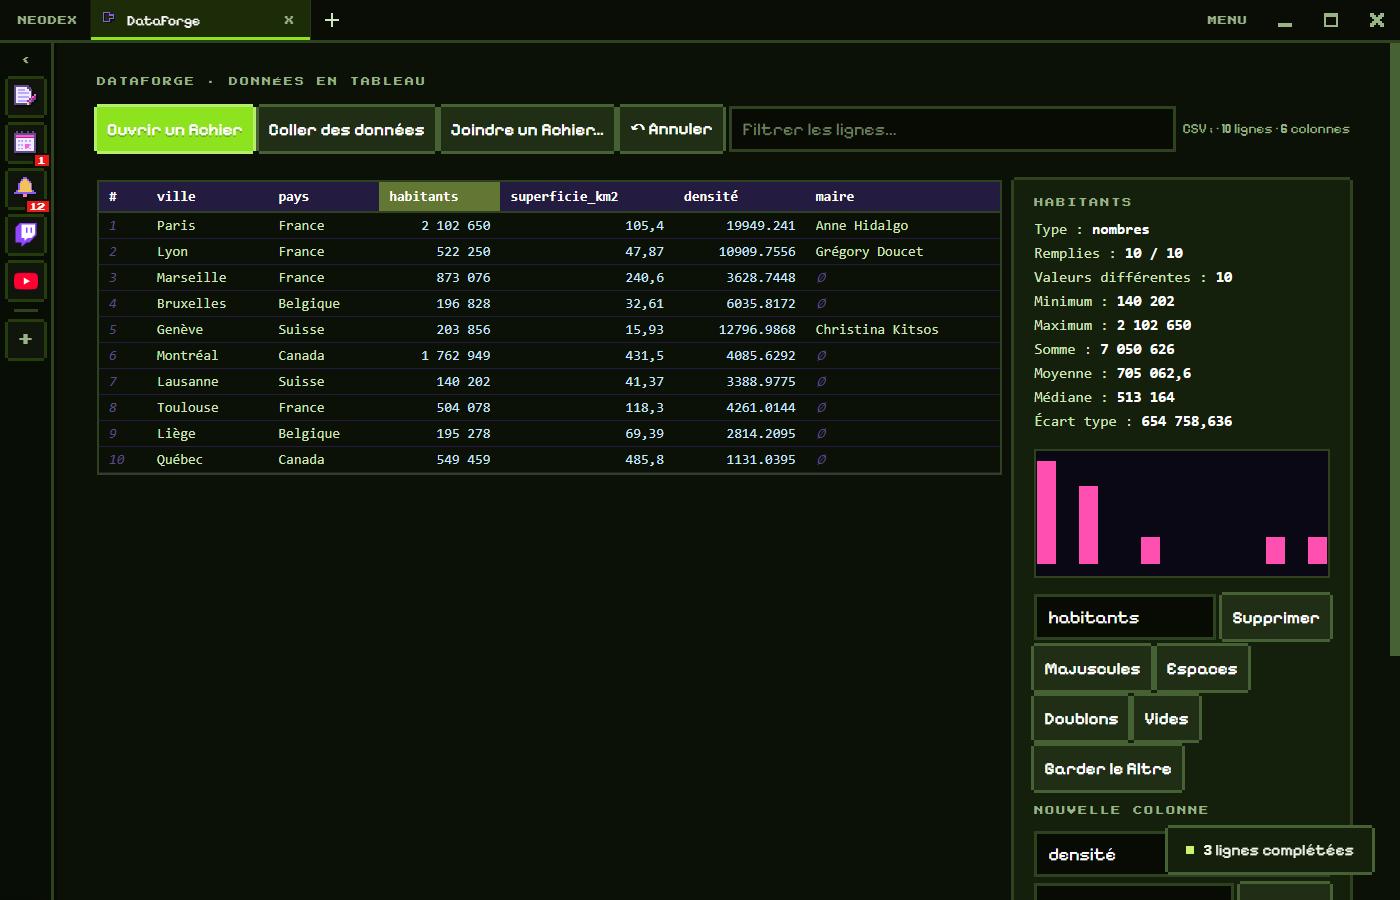 NEODEX
DataForge
MENU
DATAFORGE · DONNéES EN TABLEAU
Ouvrir un fichier
Coller des données
Joindre un fichier…
Annuler
Filtrer les lignes…
CSV ; · 10 lignes · 6 colonnes
# ville pays habitants superficie_km2 densité maire
1 Paris France 2 102 650 105,4 19949.241 Anne Hidalgo
2 Lyon France 522 250 47,87 10909.7556 Grégory Doucet
3 Marseille France 873 076 240,6 3628.7448 Ø
4 Bruxelles Belgique 196 828 32,61 6035.8172 Ø
5 Genève Suisse 203 856 15,93 12796.9868 Christina Kitsos
6 Montréal Canada 1 762 949 431,5 4085.6292 Ø
7 Lausanne Suisse 140 202 41,37 3388.9775 Ø
8 Toulouse France 504 078 118,3 4261.0144 Ø
9 Liège Belgique 195 278 69,39 2814.2095 Ø
10 Québec Canada 549 459 485,8 1131.0395 Ø
HABITANTS
Type : nombres
Remplies : 10 / 10
Valeurs différentes : 10
Minimum : 140 202
Maximum : 2 102 650
Somme : 7 050 626
Moyenne : 705 062,6
Médiane : 513 164
Écart type : 654 758,636
habitants
Supprimer
Majuscules
Espaces
Doublons
Vides
Garder le filtre
NOUVELLE COLONNE
densité
3 lignes complétées
1
12